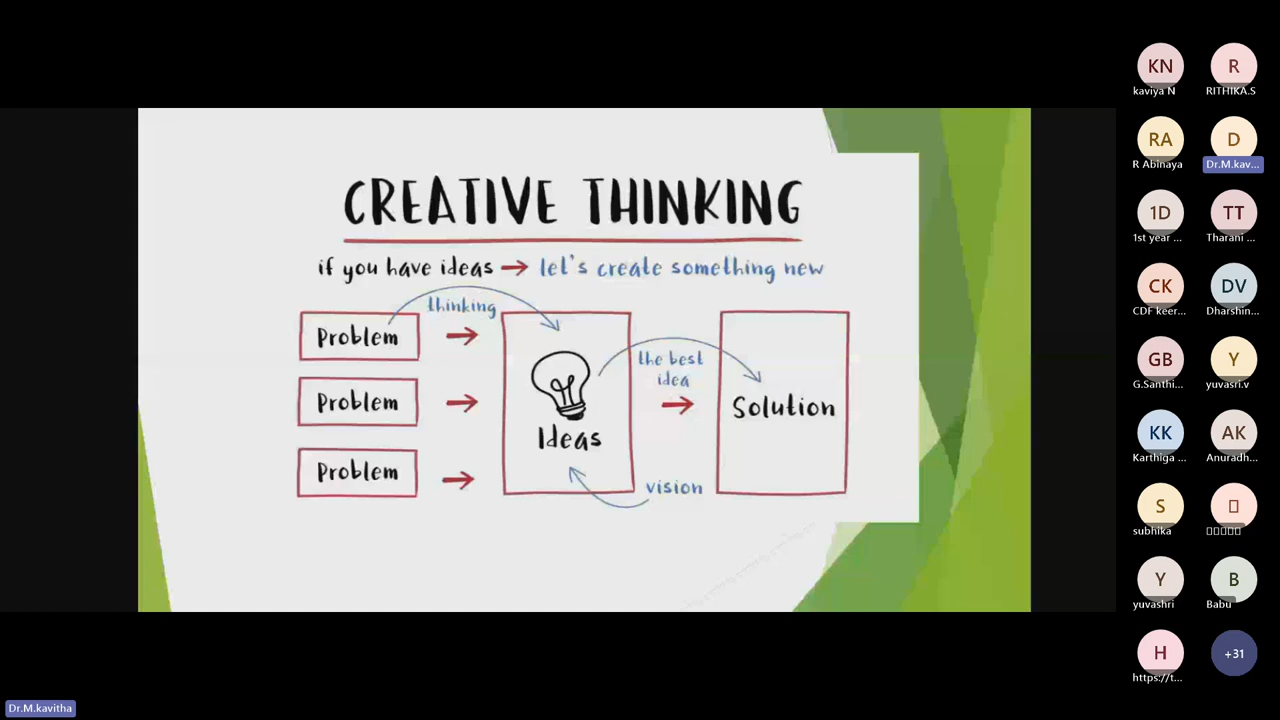 CREATIVE THINKING
if you have ideas → let's create something new
thinking
Problem
Problem
Problem
Ideas
the best
idea
vision
Solution
KN
kaviya N
R
RITHIKA.S
RA
R Abinaya
D
Dr.M.kav...
1D
1st year ...
TT
Tharani ...
CK
CDF keer...
DV
Dharshin...
GB
G.Santhi...
Y
yuvasri.v
KK
Karthiga ...
AK
Anuradh...
S
subhika
Y
yuvashri
B
Babu
H
https://t...
+31
Dr.M.kavitha